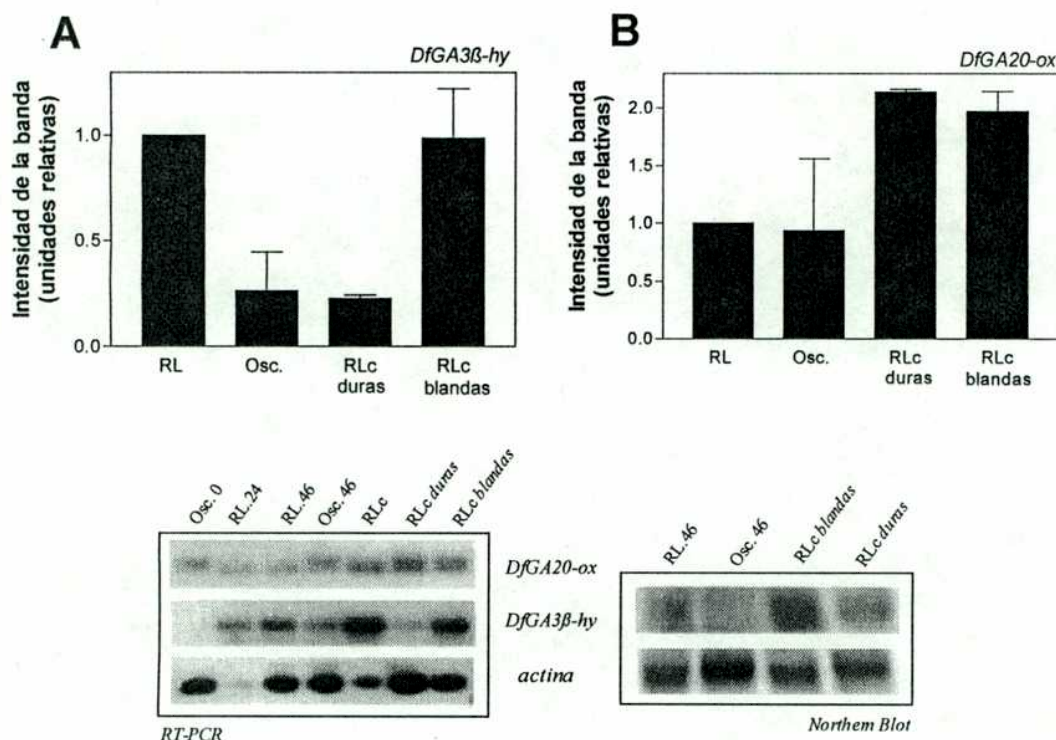 A
DfGA3ß-hy
Intensidad de la banda
(unidades relativas)
1.0
0.5
0.0
RL
Osc.
RLc
duras
RLc
blandas
B
DfGA20-ox
Intensidad de la banda
(unidades relativas)
2.0
1.5
1.0
0.5
0.0
RL
Osc.
RLc
duras
RLc
blandas
Osc. 0
RL.24
RL.46
Osc. 46
RLc
RLc duras
RLc blandas
DfGA20-ox
DfGA3ß-hy
actina
RT-PCR
RL.46
Osc. 46
RLc blandas
RLc duras
Northem Blot